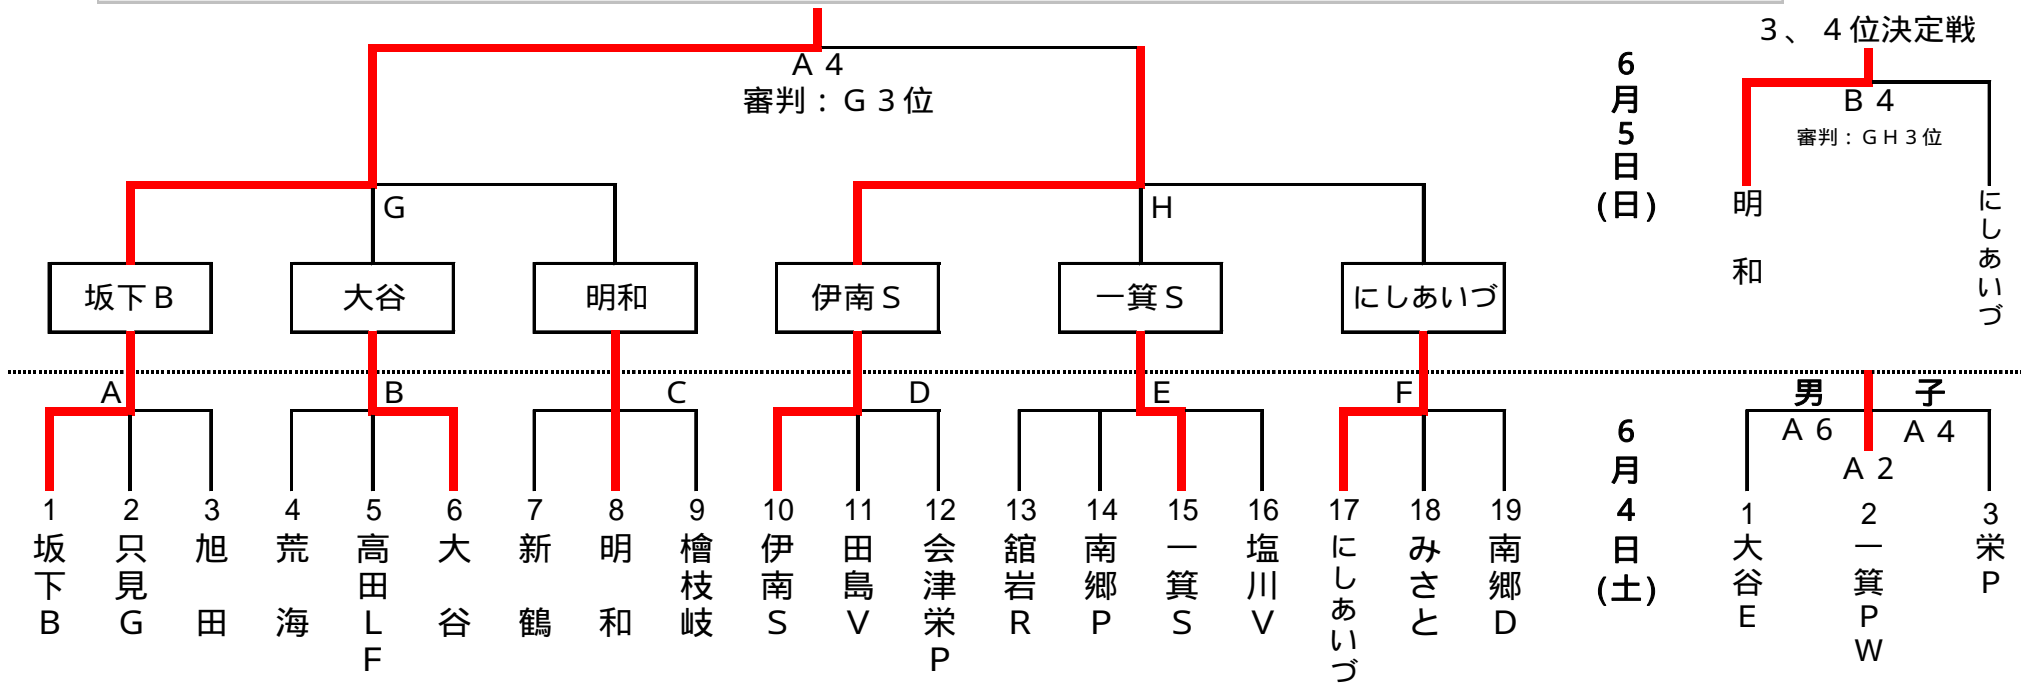 ３、４位決定戦
Ａ４
審判：Ｇ３位
６月５日(日)
Ｂ４
審判：ＧＨ３位
明和
にしあいづ
G
H
坂下Ｂ
大谷
明和
伊南Ｓ
一箕Ｓ
にしあいづ
A
B
C
D
E
F
男子
Ａ６
Ａ４
Ａ２
６月４日(土)
1 坂下Ｂ
2 只見Ｇ
3 旭田
4 荒海
5 高田ＬＦ
6 大谷
7 新鶴
8 明和
9 檜枝岐
10 伊南Ｓ
11 田島Ｖ
12 会津栄Ｐ
13 舘岩Ｒ
14 南郷Ｐ
15 一箕Ｓ
16 塩川Ｖ
17 にしあいづ
18 みさと
19 南郷Ｄ
1 大谷Ｅ
2 一箕ＰＷ
3 栄Ｐ